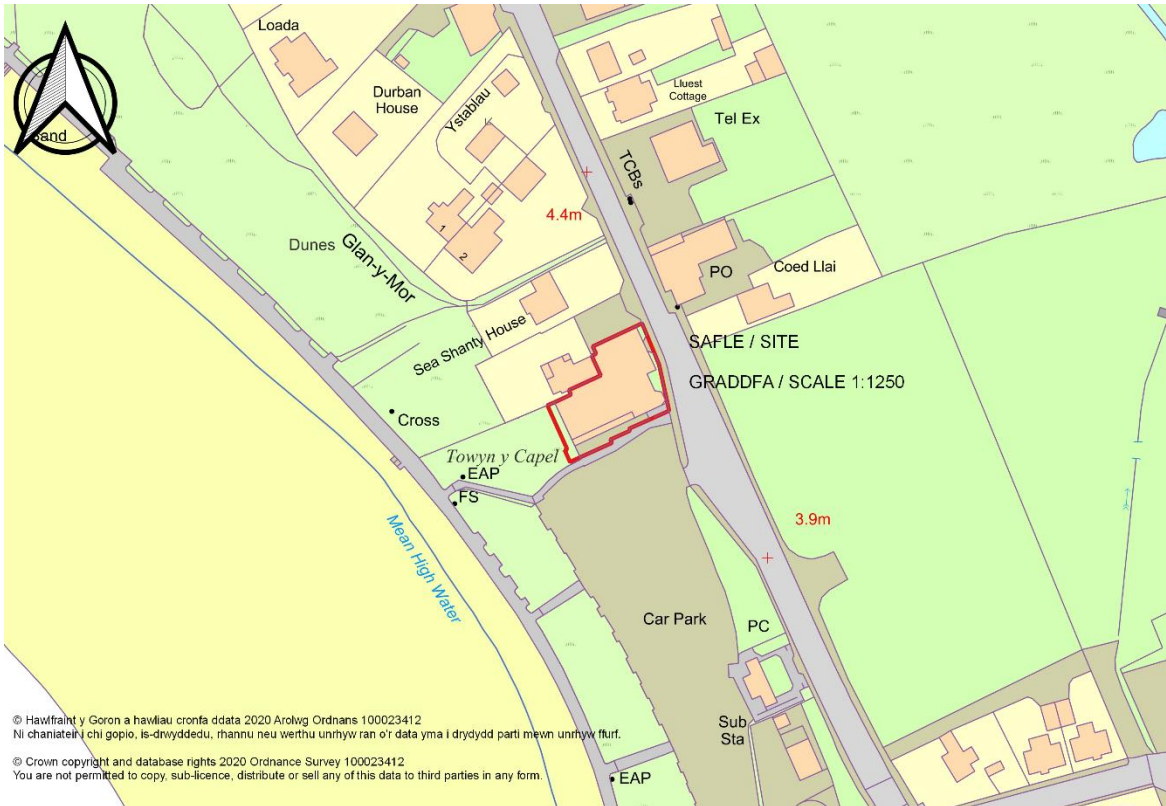 Loada
Durban
House
Ystablau
Lluest
Cottage
Tel Ex
Sand
TCBs
4.4m
1
2
Dunes
Glan-y-Mor
PO
Coed Llai
Sea Shanty House
SAFLE / SITE
GRADDFA / SCALE 1:1250
Cross
Towyn y Capel
EAP
FS
Mean High Water
3.9m
Car Park
PC
Sub
Sta
EAP
© Hawlfraint y Goron a hawliau cronfa ddata 2020 Arolwg Ordnans 100023412
Ni chaniateir i chi gopio, is-drwyddedu, rhannu neu werthu unrhyw ran o'r data yma i drydydd parti mewn unrhyw ffurf.
© Crown copyright and database rights 2020 Ordnance Survey 100023412
You are not permitted to copy, sub-licence, distribute or sell any of this data to third parties in any form.